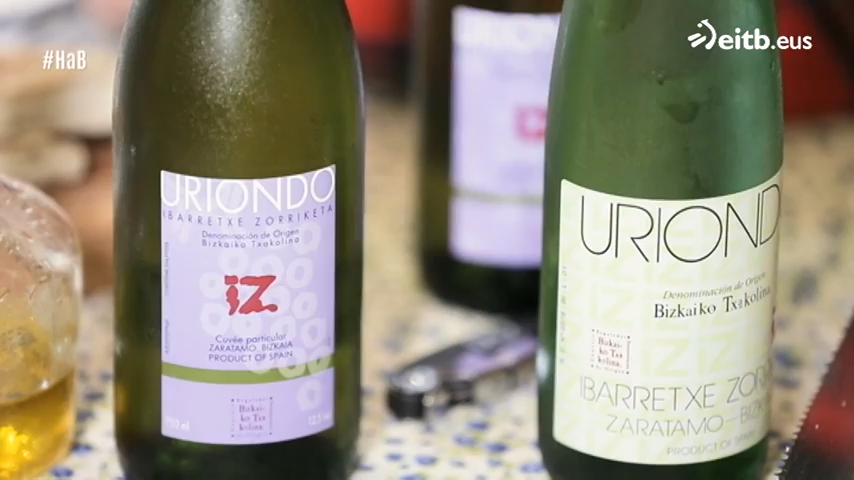 #HaB
eitb.eus
URIONDO
IBARRETXE ZORRIKETA
Denominación de Origen
Bizkaiko Txakolina
iz
Cuvée particular
ZARATAMO. BIZKAIA
PRODUCT OF SPAIN
Bizkai-
ko Txa
kolina
URIONDO
URIOND
Denominación de Origen
Bizkaiko Txakolina
Bizkai-
ko Txa
kolina.
IBARRETXE ZORR
ZARATAMO – BIZK
PRODUCT OF SPAIN